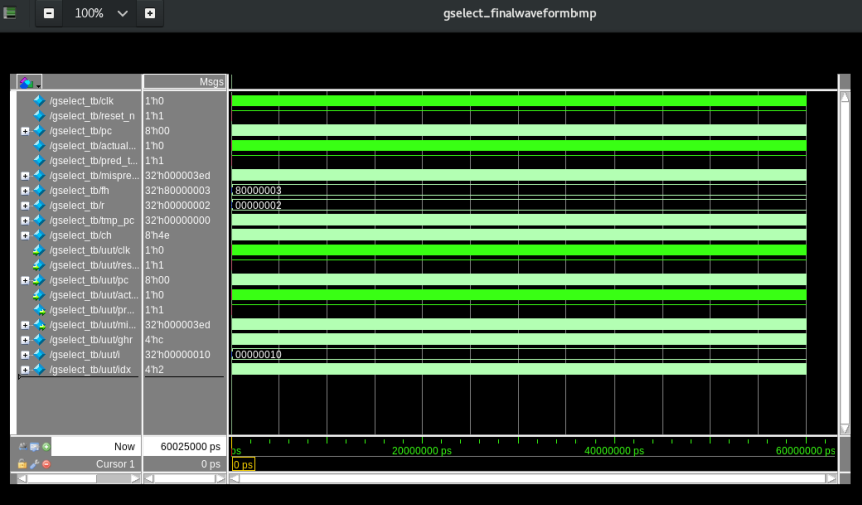 100%
gselect_finalwaveform.bmp
Msgs
/gselect_tb/clk 1'h0
/gselect_tb/reset_n 1'h1
/gselect_tb/pc 8'h00
/gselect_tb/actual... 1'h0
/gselect_tb/pred_t... 1'h1
/gselect_tb/mispre... 32'h000003ed
/gselect_tb/fh 32'h80000003 80000003
/gselect_tb/r 32'h00000002 00000002
/gselect_tb/tmp_pc 32'h00000000
/gselect_tb/ch 8'h4e
/gselect_tb/uut/clk 1'h0
/gselect_tb/uut/res... 1'h1
/gselect_tb/uut/pc 8'h00
/gselect_tb/uut/act... 1'h0
/gselect_tb/uut/pr... 1'h1
/gselect_tb/uut/mi... 32'h000003ed
/gselect_tb/uut/ghr 4'hc
/gselect_tb/uut/i 32'h00000010 00000010
/gselect_tb/uut/idx 4'h2
Now 60025000 ps ps 20000000 ps 40000000 ps 60000000 ps
Cursor 1 0 ps 0 ps